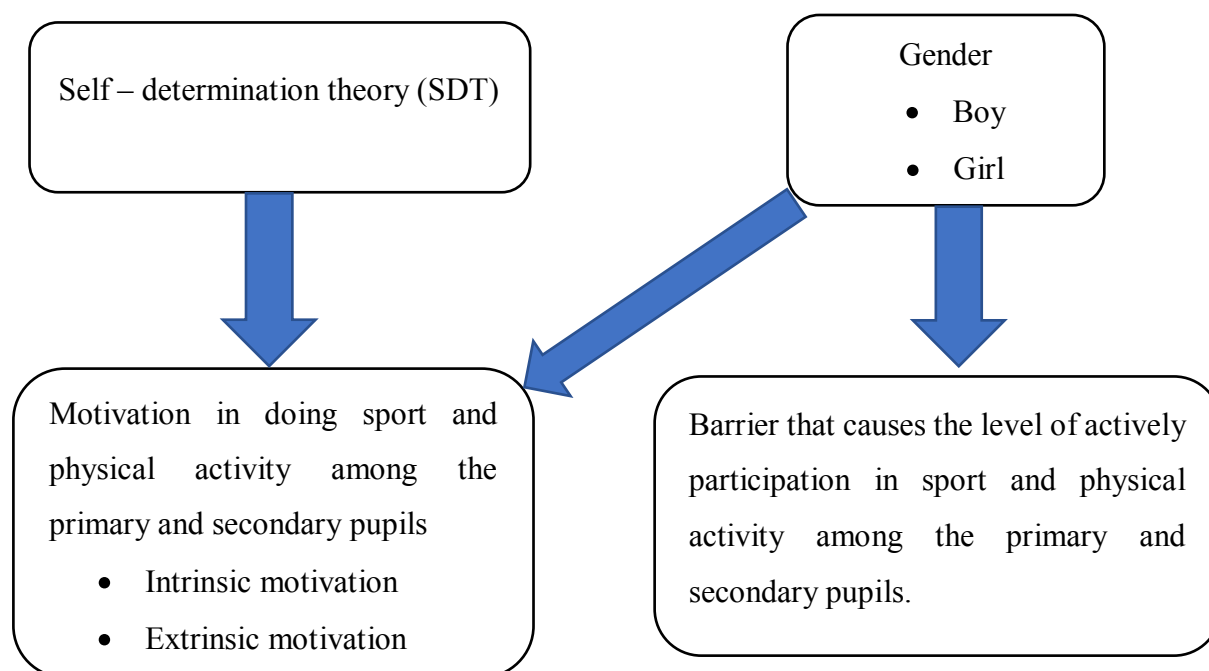 Self – determination theory (SDT)
Gender
• Boy
• Girl
Motivation in doing sport and
physical activity among the
primary and secondary pupils
• Intrinsic motivation
• Extrinsic motivation
Barrier that causes the level of actively
participation in sport and physical
activity among the primary and
secondary pupils.